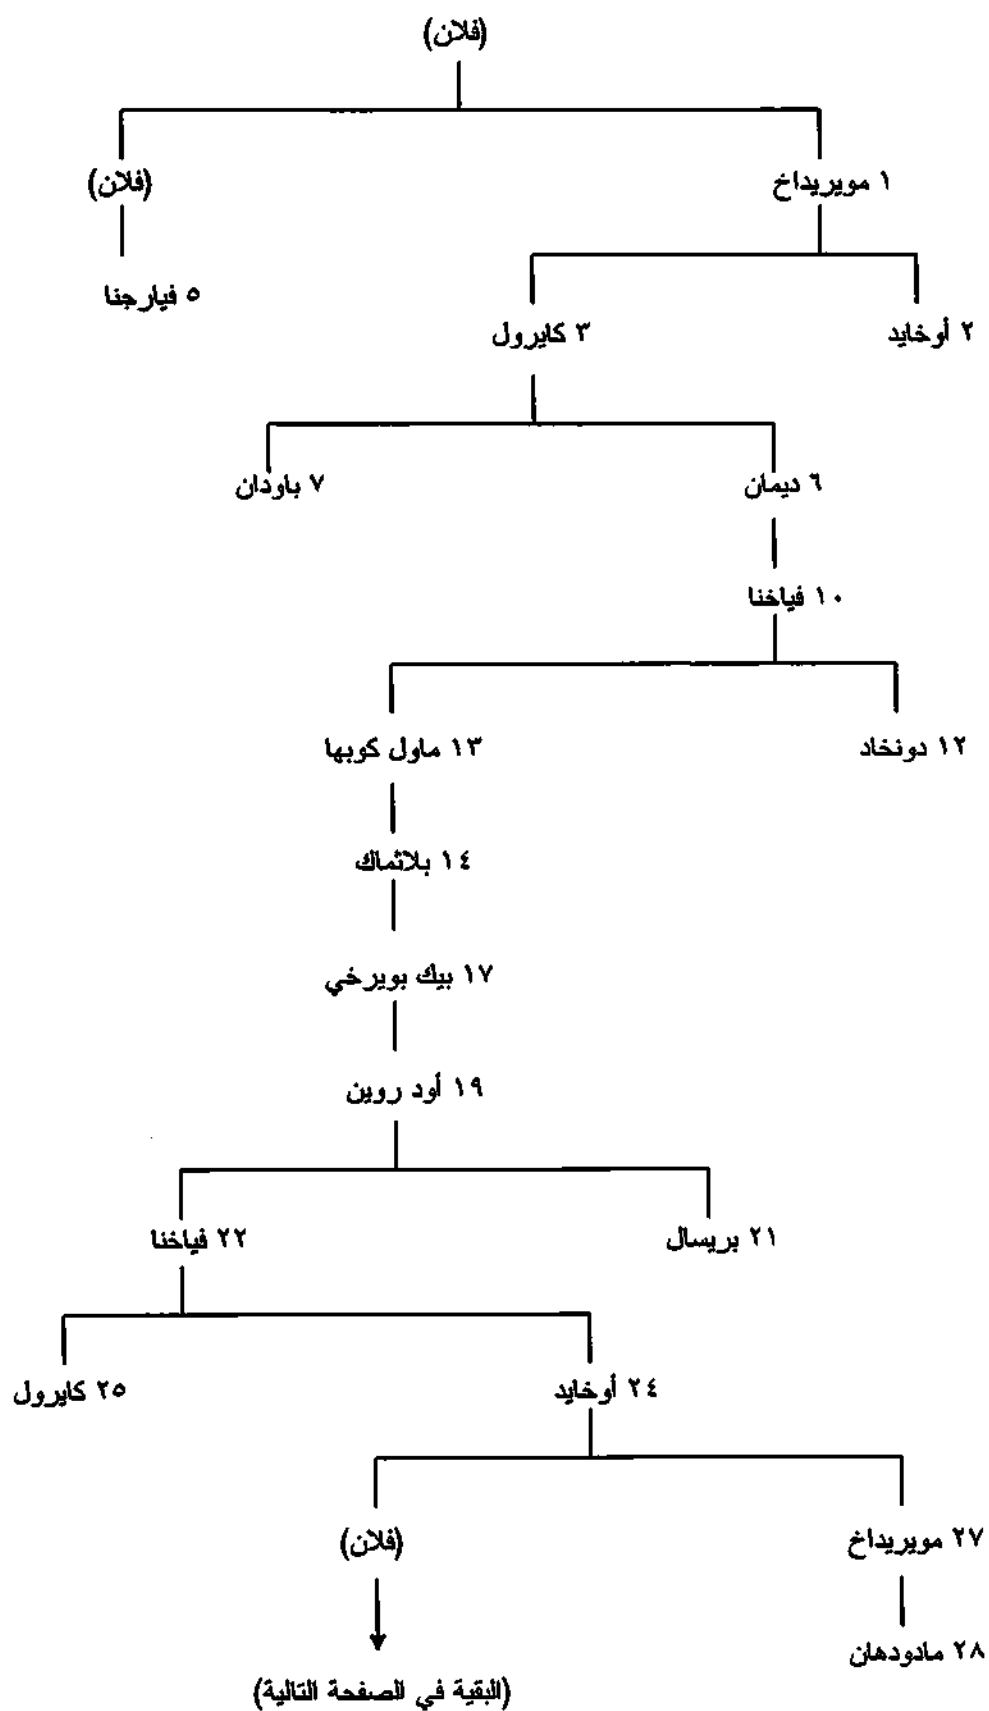 (فلان)
١ مويريداخ
(فلان)
٥ فيارجنا
٢ أوخايد
٣ كايرول
٦ ديمان
٧ باودان
١٠ فياخنا
١٢ دونخاد
١٣ ماول كوبها
١٤ بلاثماك
١٧ بيك بويرخي
١٩ أود روين
٢١ بريسال
٢٢ فياخنا
٢٤ أوخايد
٢٥ كايرول
٢٧ مويريداخ
(فلان)
٢٨ مادودهان
(البقية في الصفحة التالية)